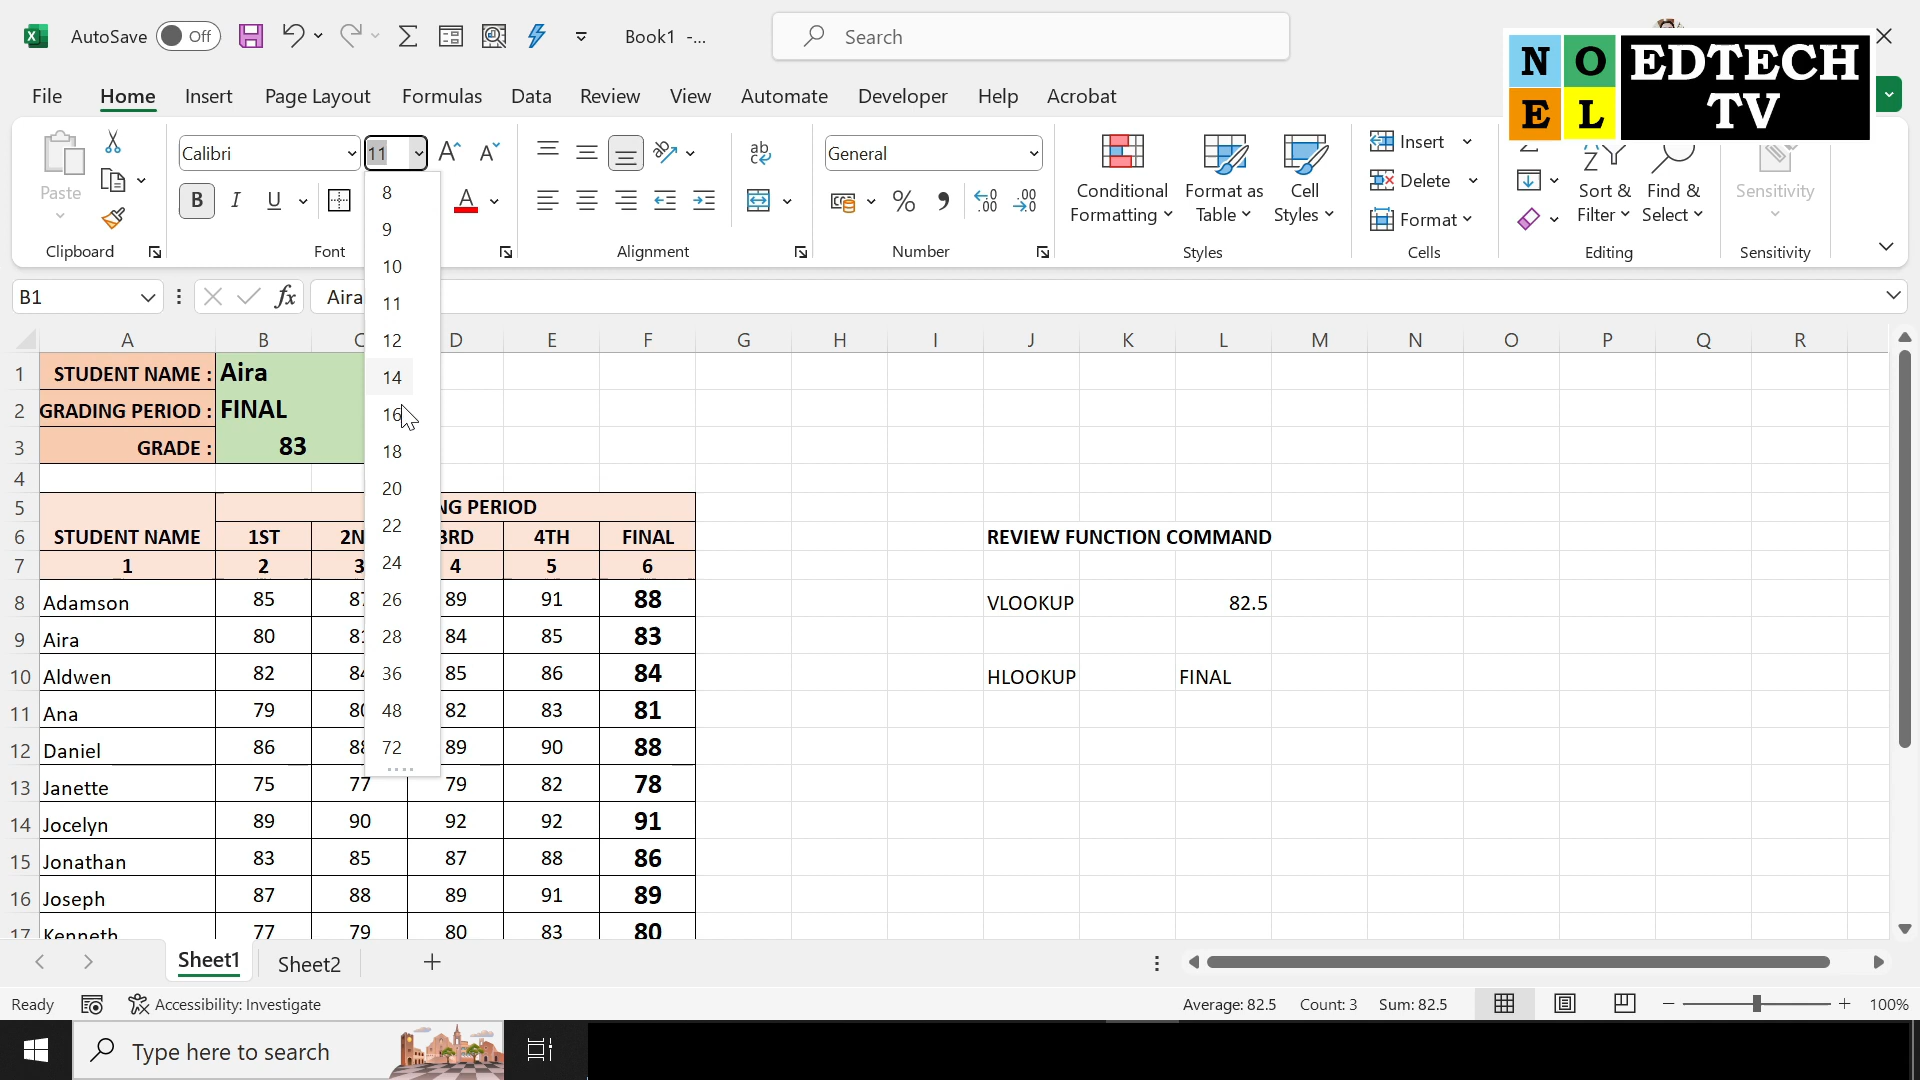 AutoSave Off Book1 -... Search
NOEL EDTECH TV
File Home Insert Page Layout Formulas Data Review View Automate Developer Help Acrobat
Paste Calibri 11 B I U A ab General % Conditional Formatting Format as Table Cell Styles Insert Delete Format Sort & Filter Find & Select Sensitivity
Clipboard Font Alignment Number Styles Cells Editing Sensitivity
8
9
10
11
12
14
16
18
20
22
24
26
28
36
48
72
B1 fx Aira
A B C D E F G H I J K L M N O P Q R
1 STUDENT NAME : Aira
2 GRADING PERIOD : FINAL
3 GRADE : 83
4
5 NG PERIOD
6 STUDENT NAME 1ST 2N 3RD 4TH FINAL REVIEW FUNCTION COMMAND
7 1 2 3 4 5 6
8 Adamson 85 87 89 91 88 VLOOKUP 82.5
9 Aira 80 81 84 85 83
10 Aldwen 82 84 85 86 84 HLOOKUP FINAL
11 Ana 79 80 82 83 81
12 Daniel 86 88 89 90 88
13 Janette 75 77 79 82 78
14 Jocelyn 89 90 92 92 91
15 Jonathan 83 85 87 88 86
16 Joseph 87 88 89 91 89
17 Kenneth 77 79 80 83 80
Sheet1 Sheet2
Ready Accessibility: Investigate Average: 82.5 Count: 3 Sum: 82.5 100%
Type here to search